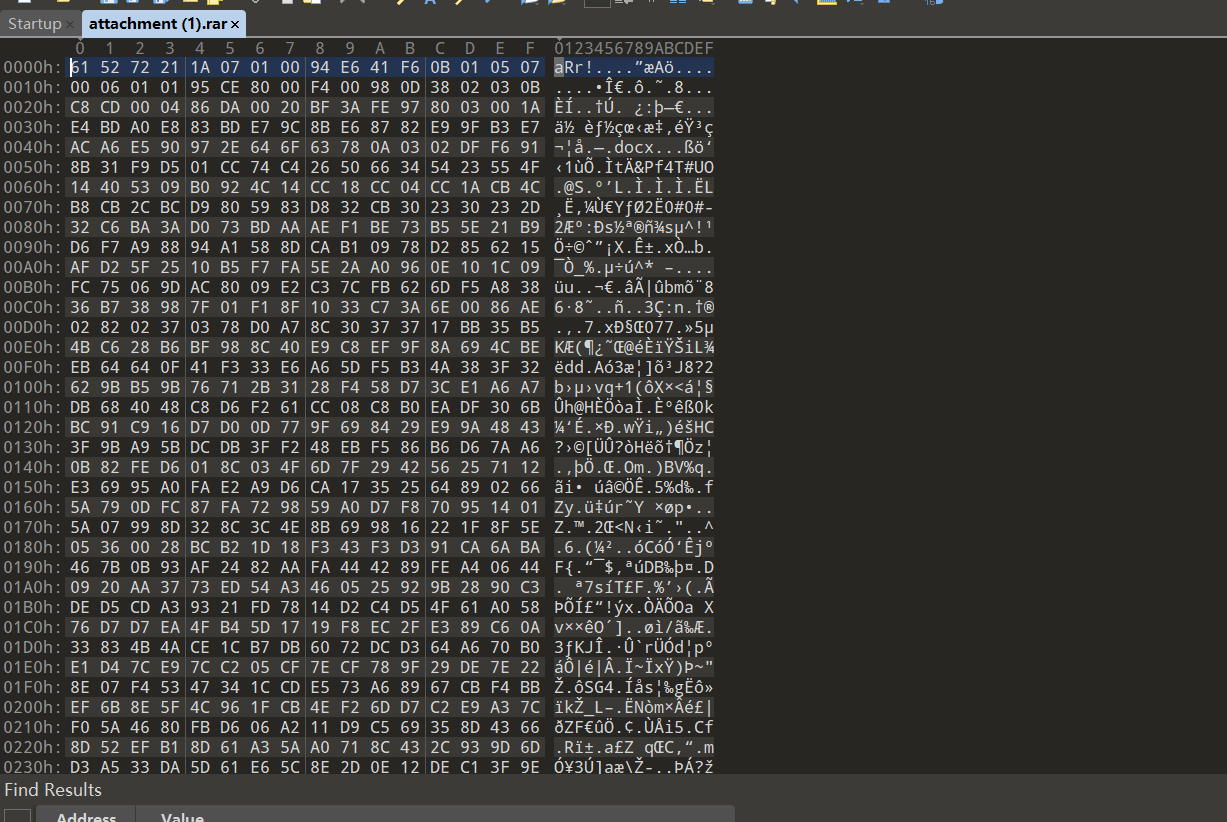 Startup × attachment (1).rar ×
0 1 2 3 4 5 6 7 8 9 A B C D E F 0123456789ABCDEF
0000h: 61 52 72 21 1A 07 01 00 94 E6 41 F6 0B 01 05 07 aRr!....”æAö....
0010h: 00 06 01 01 95 CE 80 00 F4 00 98 0D 38 02 03 0B ....•Î€.ô.˜.8...
0020h: C8 CD 00 04 86 DA 00 20 BF 3A FE 97 80 03 00 1A ÈÍ..†Ú. ¿:þ—€...
0030h: E4 BD A0 E8 83 BD E7 9C 8B E6 87 82 E9 9F B3 E7 ä½ èƒ½çœ‹æ‡‚éŸ³ç
0040h: AC A6 E5 90 97 2E 64 6F 63 78 0A 03 02 DF F6 91 ¬¦å.—.docx...ßö‘
0050h: 8B 31 F9 D5 01 CC 74 C4 26 50 66 34 54 23 55 4F ‹1ùÕ.ÌtÄ&Pf4T#UO
0060h: 14 40 53 09 B0 92 4C 14 CC 18 CC 04 CC 1A CB 4C .@S.°’L.Ì.Ì.Ì.ËL
0070h: B8 CB 2C BC D9 80 59 83 D8 32 CB 30 23 30 23 2D ¸Ë,¼Ù€YƒØ2Ë0#0#-
0080h: 32 C6 BA 3A D0 73 BD AA AE F1 BE 73 B5 5E 21 B9 2Æº:Ðs½ª®ñ¾sµ^!¹
0090h: D6 F7 A9 88 94 A1 58 8D CA B1 09 78 D2 85 62 15 Ö÷©ˆ”¡X.Ê±.xÒ…b.
00A0h: AF D2 5F 25 10 B5 F7 FA 5E 2A A0 96 0E 10 1C 09 ¯Ò_%.µ÷ú^* –....
00B0h: FC 75 06 9D AC 80 09 E2 C3 7C FB 62 6D F5 A8 38 üu..¬€.âÃ|ûbmõ¨8
00C0h: 36 B7 38 98 7F 01 F1 8F 10 33 C7 3A 6E 00 86 AE 6·8˜..ñ..3Ç:n.†®
00D0h: 02 82 02 37 03 78 D0 A7 8C 30 37 37 17 BB 35 B5 .‚.7.xÐ§Œ077.»5µ
00E0h: 4B C6 28 B6 BF 98 8C 40 E9 C8 EF 9F 8A 69 4C BE KÆ(¶¿˜Œ@éÈïŸŠiL¾
00F0h: EB 64 64 0F 41 F3 33 E6 A6 5D F5 B3 4A 38 3F 32 ëdd.Aó3æ¦]õ³J8?2
0100h: 62 9B B5 9B 76 71 2B 31 28 F4 58 D7 3C E1 A6 A7 b›µ›vq+1(ôX×<á¦§
0110h: DB 68 40 48 C8 D6 F2 61 CC 08 C8 B0 EA DF 30 6B Ûh@HÈÖòaÌ.È°êß0k
0120h: BC 91 C9 16 D7 D0 0D 77 9F 69 84 29 E9 9A 48 43 ¼‘É.×Ð.wŸi„)éšHC
0130h: 3F 9B A9 5B DC DB 3F F2 48 EB F5 86 B6 D6 7A A6 ?›©[ÜÛ?òHëõ†¶Öz¦
0140h: 0B 82 FE D6 01 8C 03 4F 6D 7F 29 42 56 25 71 12 .‚þÖ.Œ.Om.)BV%q.
0150h: E3 69 95 A0 FA E2 A9 D6 CA 17 35 25 64 89 02 66 ãi• úâ©ÖÊ.5%d‰.f
0160h: 5A 79 0D FC 87 FA 72 98 59 A0 D7 F8 70 95 14 01 Zy.ü‡úr˜Y ×øp•..
0170h: 5A 07 99 8D 32 8C 3C 4E 8B 69 98 16 22 1F 8F 5E Z.™.2Œ<N‹i˜."..^
0180h: 05 36 00 28 BC B2 1D 18 F3 43 F3 D3 91 CA 6A BA .6.(¼²..óCóÓ‘Êjº
0190h: 46 7B 0B 93 AF 24 82 AA FA 44 42 89 FE A4 06 44 F{.“¯$‚ªúDB‰þ¤.D
01A0h: 09 20 AA 37 73 ED 54 A3 46 05 25 92 9B 28 90 C3 . ª7síT£F.%’›(.Ã
01B0h: DE D5 CD A3 93 21 FD 78 14 D2 C4 D5 4F 61 A0 58 ÞÕÍ£“!ýx.ÒÄÕOa X
01C0h: 76 D7 D7 EA 4F B4 5D 17 19 F8 EC 2F E3 89 C6 0A v××êO´]..øì/ã‰Æ.
01D0h: 33 83 4B 4A CE 1C B7 DB 60 72 DC D3 64 A6 70 B0 3ƒKJÎ.·Û`rÜÓd¦p°
01E0h: E1 D4 7C E9 7C C2 05 CF 7E CF 78 9F 29 DE 7E 22 áÔ|é|Â.Ï~ÏxŸ)Þ~"
01F0h: 8E 07 F4 53 47 34 1C CD E5 73 A6 89 67 CB F4 BB Ž.ôSG4.Íås¦‰gËô»
0200h: EF 6B 8E 5F 4C 96 1F CB 4E F2 6D D7 C2 E9 A3 7C ïkŽ_L–.ËNòm×Âé£|
0210h: F0 5A 46 80 FB D6 06 A2 11 D9 C5 69 35 8D 43 66 ðZF€ûÖ.¢.ÙÅi5.Cf
0220h: 8D 52 EF B1 8D 61 A3 5A A0 71 8C 43 2C 93 9D 6D .Rï±.a£Z qŒC,“.m
0230h: D3 A5 33 DA 5D 61 E6 5C 8E 2D 0E 12 DE C1 3F 9E Ó¥3Ú]aæ\Ž-..ÞÁ?ž
Find Results
Address Value